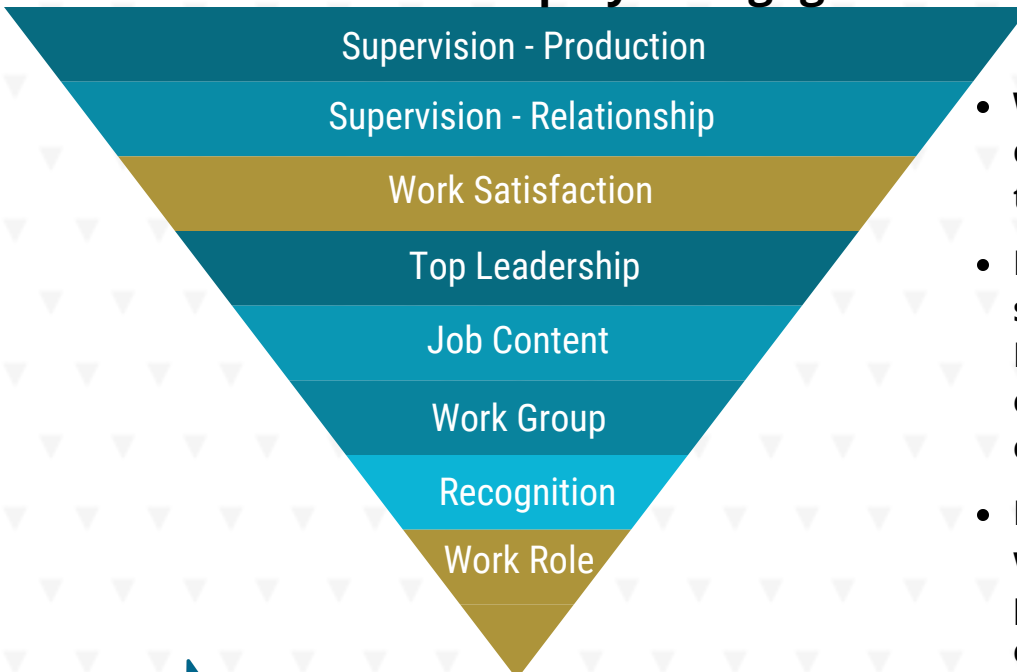 Supervision - Production
Supervision - Relationship
Work Satisfaction
Top Leadership
Job Content
Work Group
Recognition
Work Role